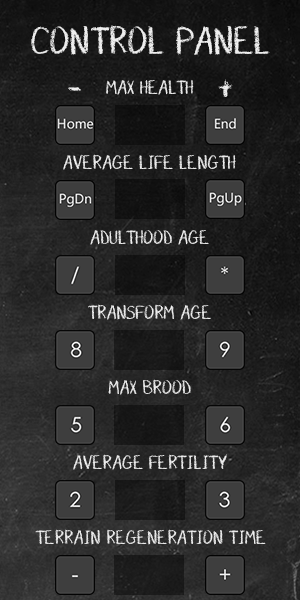 CONTROL PANEL
- MAX HEALTH +
Home End
AVERAGE LIFE LENGTH
PgDn PgUp
ADULTHOOD AGE
/ *
TRANSFORM AGE
8 9
MAX BROOD
5 6
AVERAGE FERTILITY
2 3
TERRAIN REGENERATION TIME
- +